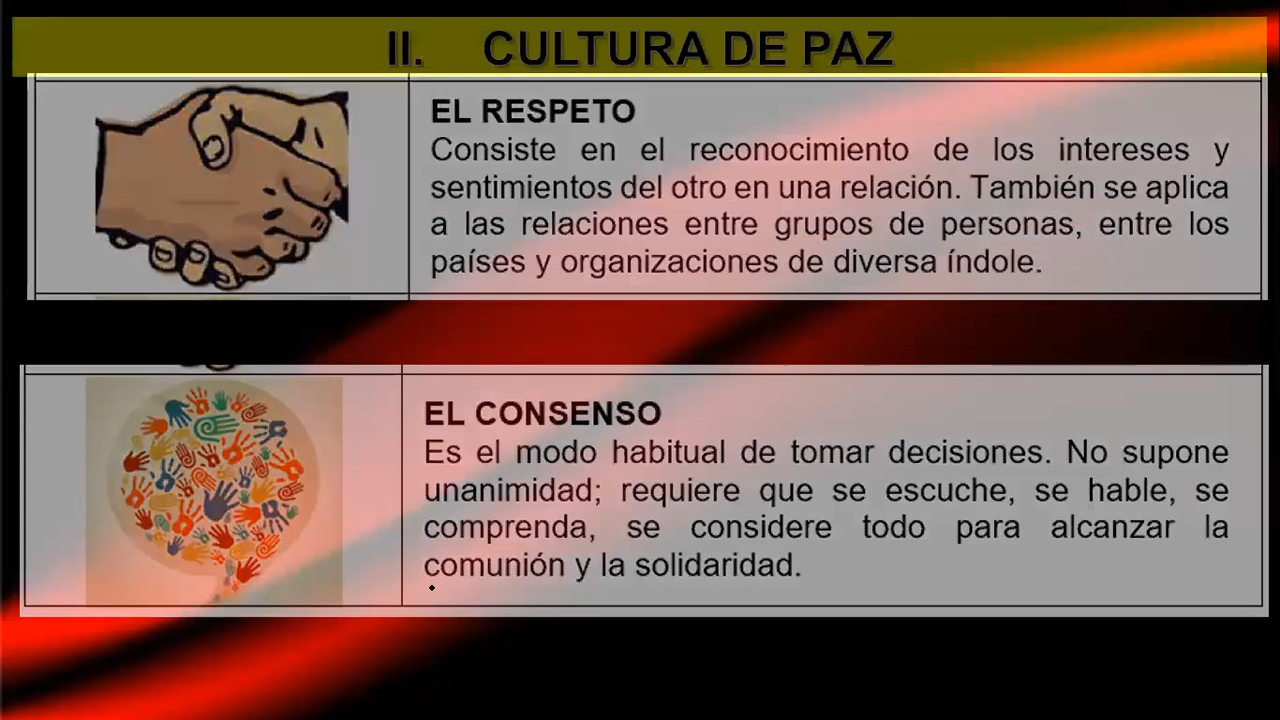 II. CULTURA DE PAZ
EL RESPETO
Consiste en el reconocimiento de los intereses y
sentimientos del otro en una relación. También se aplica
a las relaciones entre grupos de personas, entre los
países y organizaciones de diversa índole.
EL CONSENSO
Es el modo habitual de tomar decisiones. No supone
unanimidad; requiere que se escuche, se hable, se
comprenda, se considere todo para alcanzar la
comunión y la solidaridad.